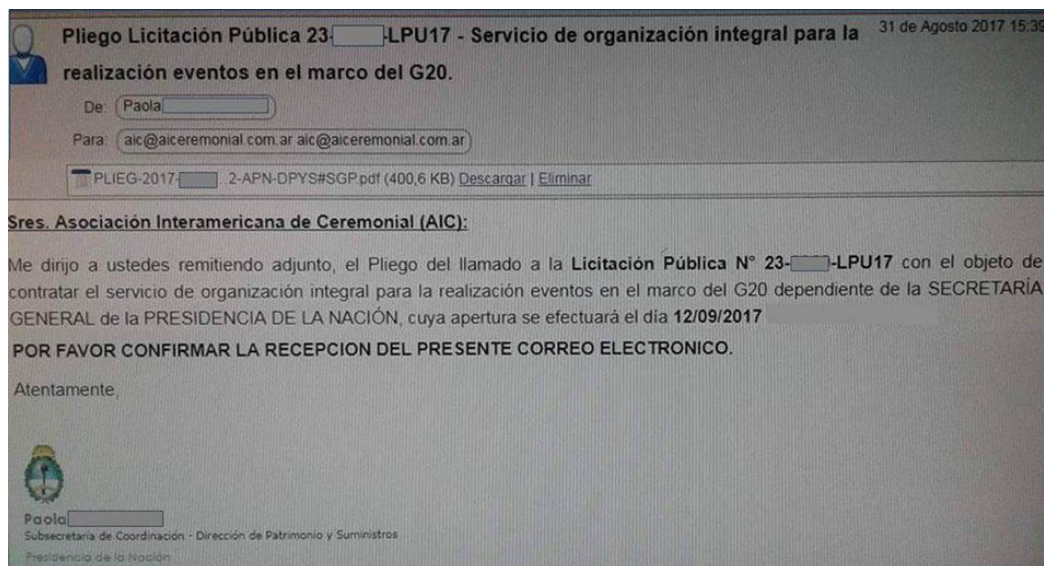 Pliego Licitación Pública 23- -LPU17 - Servicio de organización integral para la
31 de Agosto 2017 15:39
realización eventos en el marco del G20.
De: Paola
Para: aic@aiceremonial.com.ar aic@aiceremonial.com.ar
PLIEG-2017- 2-APN-DPYS#SGP.pdf (400,6 KB) Descargar | Eliminar
Sres. Asociación Interamericana de Ceremonial (AIC):
Me dirijo a ustedes remitiendo adjunto, el Pliego del llamado a la Licitación Pública N° 23- -LPU17 con el objeto de
contratar el servicio de organización integral para la realización eventos en el marco del G20 dependiente de la SECRETARÍA
GENERAL de la PRESIDENCIA DE LA NACIÓN, cuya apertura se efectuará el día 12/09/2017
POR FAVOR CONFIRMAR LA RECEPCION DEL PRESENTE CORREO ELECTRONICO.
Atentamente,
Paola
Subsecretaria de Coordinación - Dirección de Patrimonio y Suministros
Presidencia de la Nación